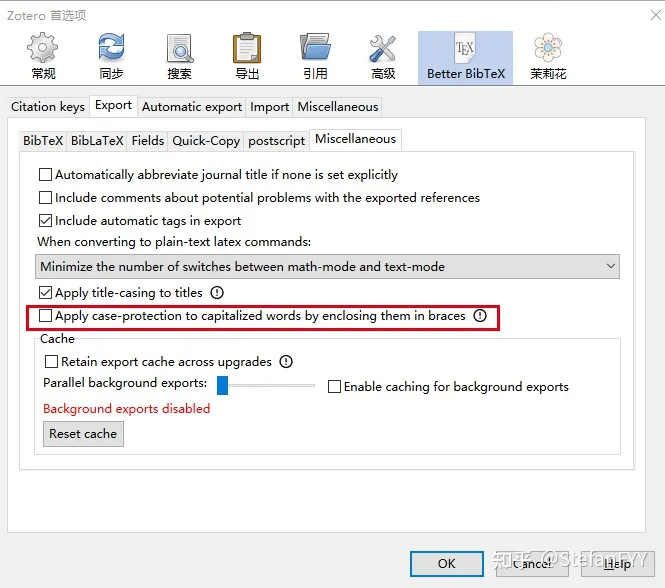 Zotero 首选项
常规 同步 搜索 导出 引用 高级 Better BibTeX 茉莉花
TEX
Citation keys Export Automatic export Import Miscellaneous
BibTeX BibLaTeX Fields Quick-Copy postscript Miscellaneous
Automatically abbreviate journal title if none is set explicitly
Include comments about potential problems with the exported references
Include automatic tags in export
When converting to plain-text latex commands:
Minimize the number of switches between math-mode and text-mode
Apply title-casing to titles
Apply case-protection to capitalized words by enclosing them in braces
Cache
Retain export cache across upgrades
Parallel background exports: Enable caching for background exports
Background exports disabled
Reset cache
OK Cancel Help
知乎 @StefanFYY